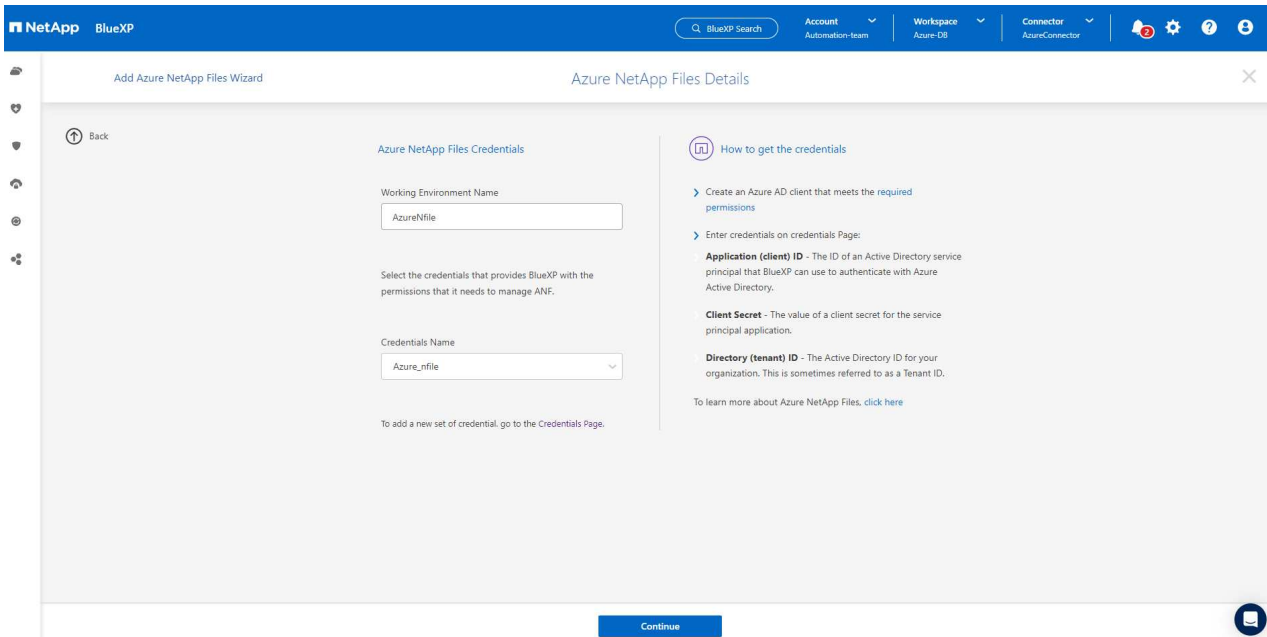 NetApp BlueXP
BlueXP Search
Account
Automation-team
Workspace
Azure-DB
Connector
AzureConnector
2
Add Azure NetApp Files Wizard
Azure NetApp Files Details
Back
Azure NetApp Files Credentials
Working Environment Name
AzureNfile
Select the credentials that provides BlueXP with the
permissions that it needs to manage ANF.
Credentials Name
Azure_nfile
To add a new set of credential. go to the Credentials Page.
How to get the credentials
Create an Azure AD client that meets the required
permissions
Enter credentials on credentials Page:
Application (client) ID - The ID of an Active Directory service
principal that BlueXP can use to authenticate with Azure
Active Directory.
Client Secret - The value of a client secret for the service
principal application.
Directory (tenant) ID - The Active Directory ID for your
organization. This is sometimes referred to as a Tenant ID.
To learn more about Azure NetApp Files, click here
Continue